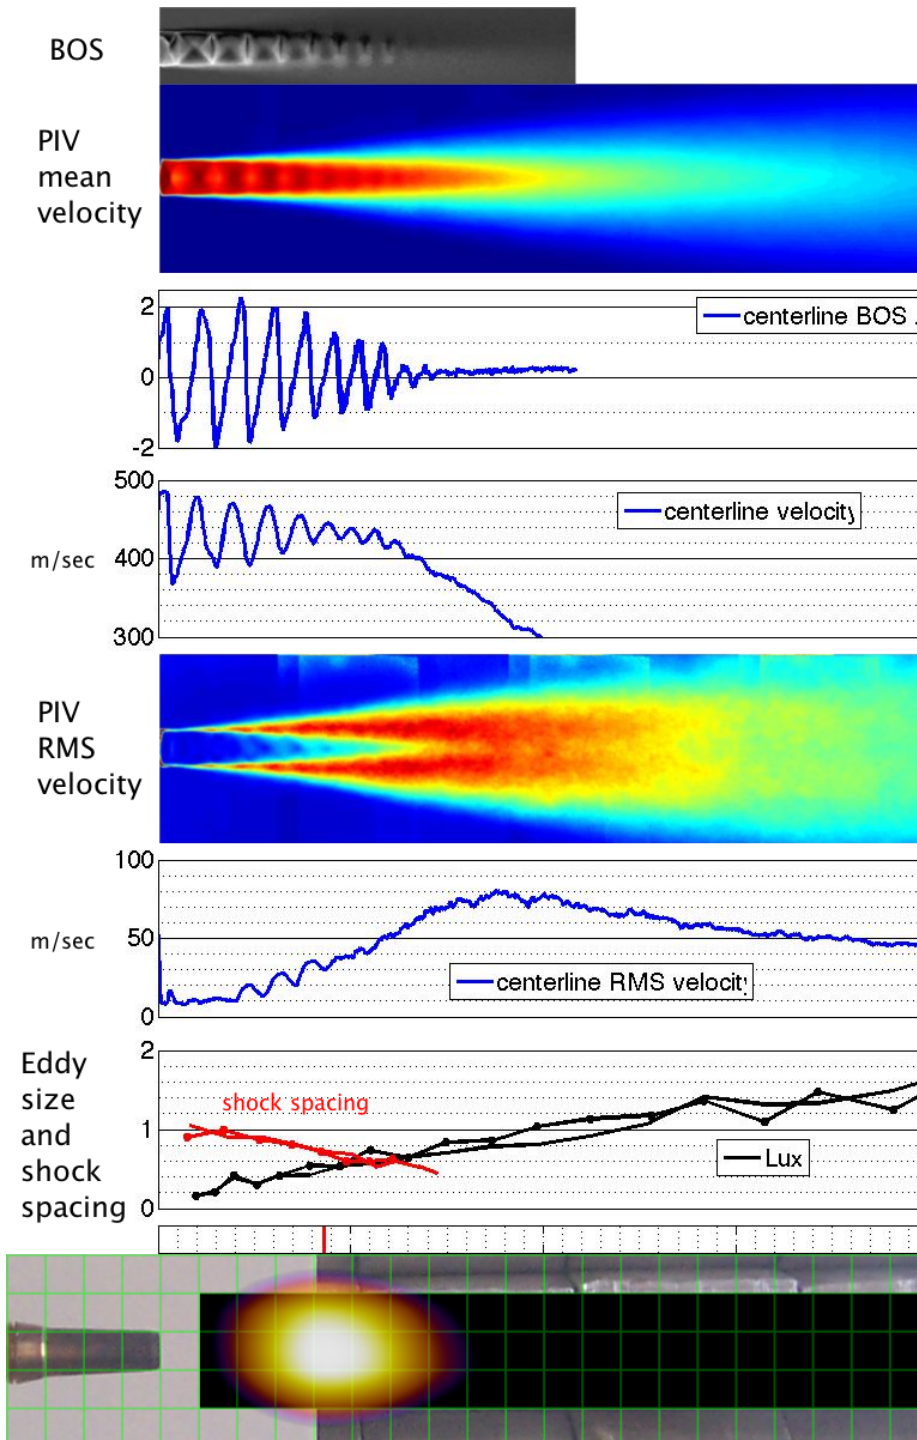 BOS
PIV
mean
velocity
2
centerline BOS
0
-2
500
centerline velocity
m/sec
400
300
PIV
RMS
velocity
100
m/sec
50
centerline RMS velocity
0
Eddy
size
and
shock
spacing
2
shock spacing
1
Lux
0